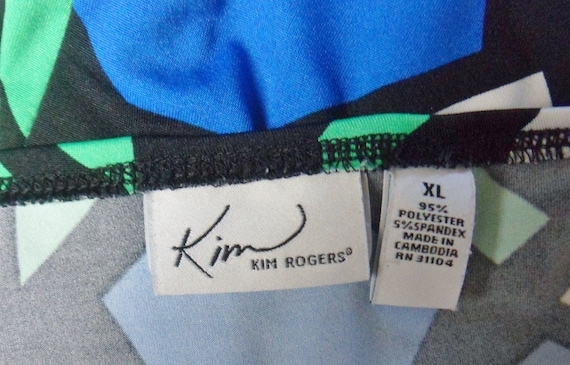 Kim
KIM ROGERS®
XL
95%
POLYESTER
5% SPANDEX
MADE IN
CAMBODIA
RN 31104